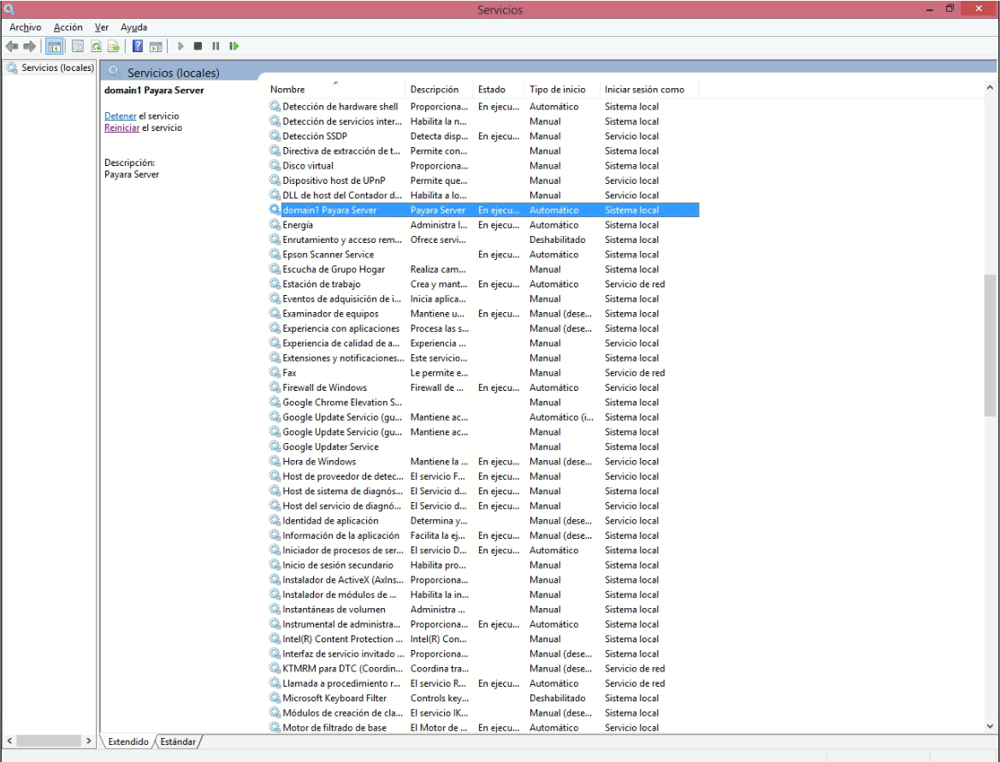 Servicios
Archivo Acción Ver Ayuda
Servicios (locales)
Servicios (locales)
domain1 Payara Server
Detener el servicio
Reiniciar el servicio
Descripción:
Payara Server
Nombre Descripción Estado Tipo de inicio Iniciar sesión como
Detección de hardware shell Proporciona... En ejecu... Automático Sistema local
Detección de servicios inter... Habilita la n... Manual Sistema local
Detección SSDP Detecta disp... En ejecu... Manual Servicio local
Directiva de extracción de t... Permite con... Manual Sistema local
Disco virtual Proporciona... Manual Sistema local
Dispositivo host de UPnP Permite que... Manual Servicio local
DLL de host del Contador d... Habilita a lo... Manual Servicio local
domain1 Payara Server Payara Server En ejecu... Automático Sistema local
Energía Administra l... En ejecu... Automático Sistema local
Enrutamiento y acceso rem... Ofrece servi... Deshabilitado Sistema local
Epson Scanner Service En ejecu... Automático Sistema local
Escucha de Grupo Hogar Realiza cam... Manual Sistema local
Estación de trabajo Crea y mant... En ejecu... Automático Servicio de red
Eventos de adquisición de i... Inicia aplica... Manual Sistema local
Examinador de equipos Mantiene u... En ejecu... Manual (dese... Sistema local
Experiencia con aplicaciones Procesa las s... Manual (dese... Sistema local
Experiencia de calidad de a... Experiencia ... Manual Servicio local
Extensiones y notificaciones... Este servicio... Manual Sistema local
Fax Le permite e... Manual Servicio de red
Firewall de Windows Firewall de ... En ejecu... Automático Servicio local
Google Chrome Elevation S... Manual Sistema local
Google Update Servicio (gu... Mantiene ac... Automático (i... Sistema local
Google Update Servicio (gu... Mantiene ac... Manual Sistema local
Google Updater Service Manual Sistema local
Hora de Windows Mantiene la ... En ejecu... Manual (dese... Servicio local
Host de proveedor de detec... El servicio F... En ejecu... Manual Servicio local
Host de sistema de diagnós... El Servicio d... En ejecu... Manual Sistema local
Host del servicio de diagnó... El Servicio d... En ejecu... Manual Servicio local
Identidad de aplicación Determina y... Manual (dese... Servicio local
Información de la aplicación Facilita la ej... En ejecu... Manual (dese... Sistema local
Iniciador de procesos de ser... El servicio D... En ejecu... Automático Sistema local
Inicio de sesión secundario Habilita pro... Manual Sistema local
Instalador de ActiveX (AxIns... Proporciona... Manual Sistema local
Instalador de módulos de ... Habilita la in... Manual Sistema local
Instantáneas de volumen Administra ... Manual Sistema local
Instrumental de administra... Proporciona... En ejecu... Automático Sistema local
Intel(R) Content Protection ... Intel(R) Con... Manual Sistema local
Interfaz de servicio invitado ... Proporciona... Manual (dese... Sistema local
KTMRM para DTC (Coordin... Coordina tra... Manual (dese... Servicio de red
Llamada a procedimiento r... El servicio R... En ejecu... Automático Servicio de red
Microsoft Keyboard Filter Controls key... Deshabilitado Sistema local
Módulos de creación de cla... El servicio IK... Manual (dese... Sistema local
Motor de filtrado de base El Motor de ... En ejecu... Automático Servicio local
Extendido Estándar